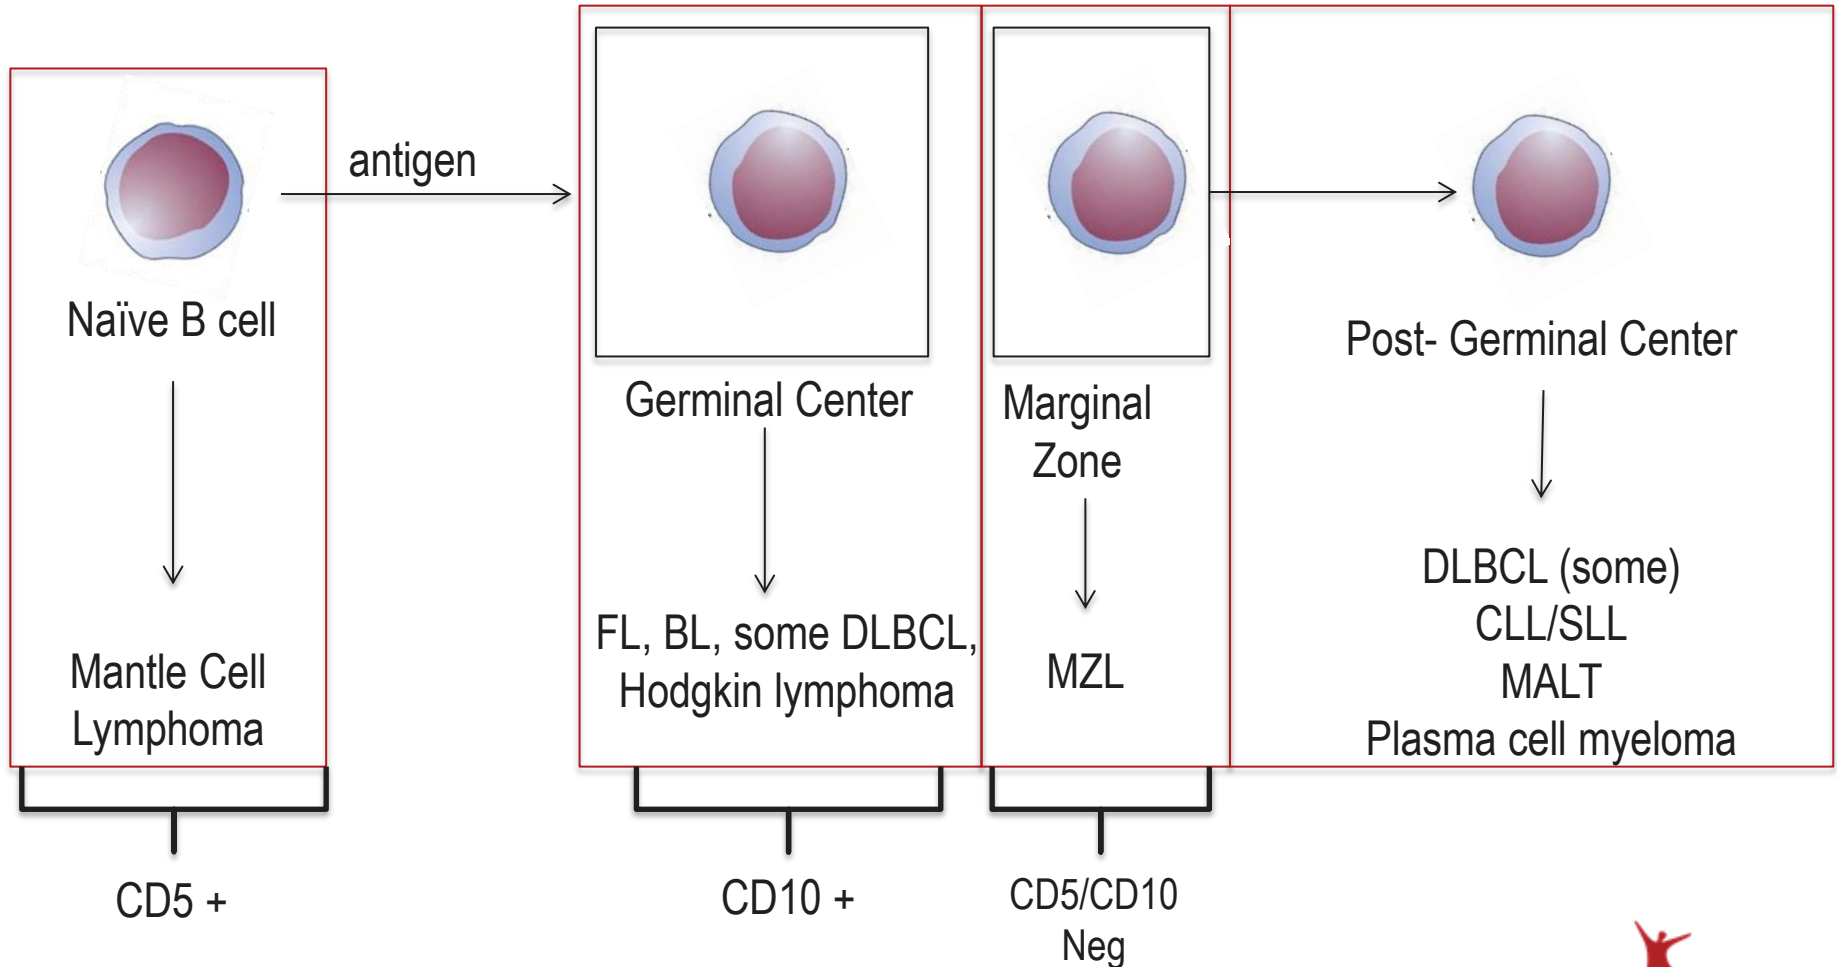 antigen
Naïve B cell
Mantle Cell
Lymphoma
CD5 +
Germinal Center
FL, BL, some DLBCL,
Hodgkin lymphoma
CD10 +
Marginal
Zone
MZL
CD5/CD10
Neg
Post- Germinal Center
DLBCL (some)
CLL/SLL
MALT
Plasma cell myeloma